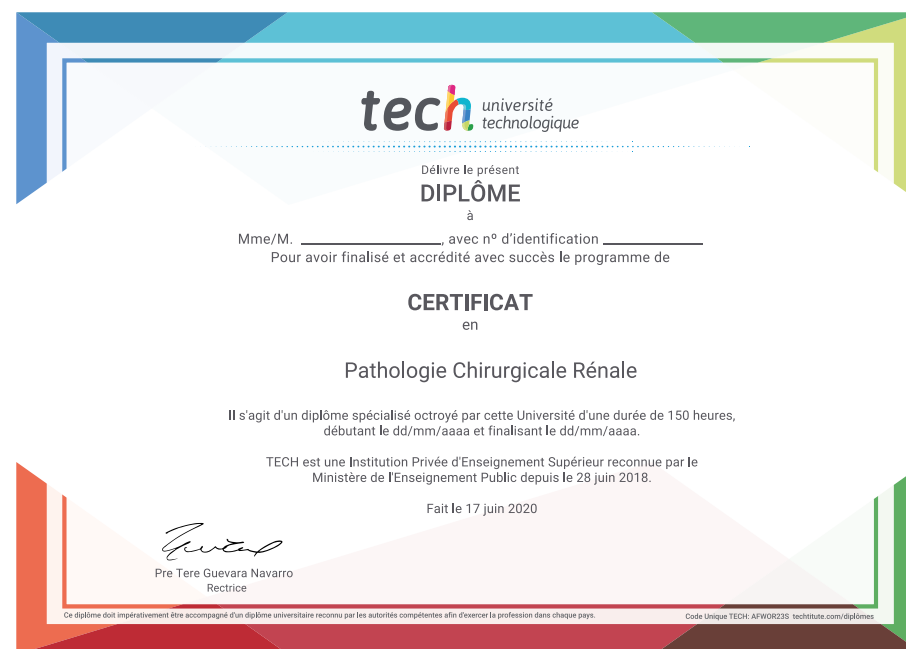 tech université
technologique
Délivre le présent
DIPLÔME
à
Mme/M. ____________________, avec nº d'identification ______________
Pour avoir finalisé et accrédité avec succès le programme de
CERTIFICAT
en
Pathologie Chirurgicale Rénale
Il s'agit d'un diplôme spécialisé octroyé par cette Université d'une durée de 150 heures,
débutant le dd/mm/aaaa et finalisant le dd/mm/aaaa.
TECH est une Institution Privée d'Enseignement Supérieur reconnue par le
Ministère de l'Enseignement Public depuis le 28 juin 2018.
Fait le 17 juin 2020
Pre Tere Guevara Navarro
Rectrice
Ce diplôme doit impérativement être accompagné d'un diplôme universitaire reconnu par les autorités compétentes afin d'exercer la profession dans chaque pays.
Code Unique TECH: AFWOR23S techtitute.com/diplômes